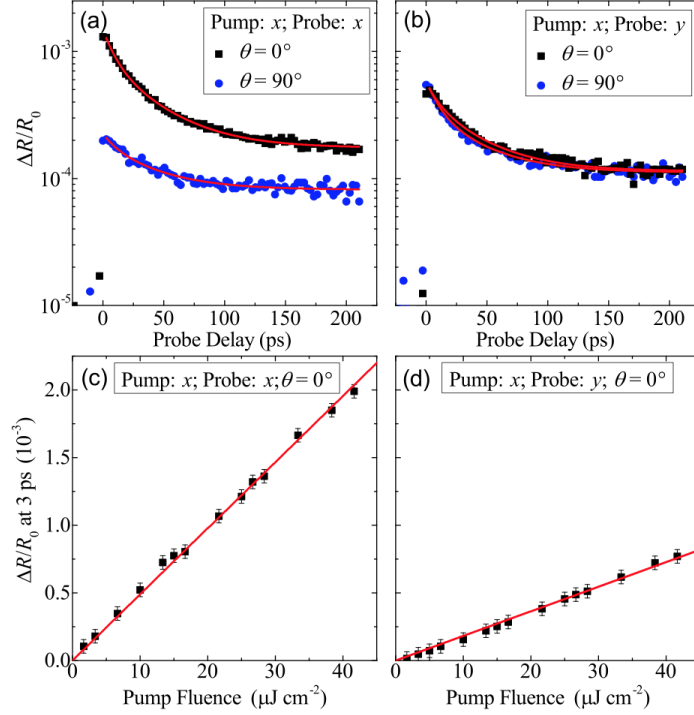 (a)
Pump: x; Probe: x
θ = 0°
θ = 90°
10⁻³
10⁻⁴
10⁻⁵
ΔR/R₀
0 50 100 150 200
Probe Delay (ps)
(b)
Pump: x; Probe: y
θ = 0°
θ = 90°
0 50 100 150 200
Probe Delay (ps)
(c)
Pump: x; Probe: x; θ = 0°
2.0
1.5
1.0
0.5
0
ΔR/R₀ at 3 ps (10⁻³)
0 10 20 30 40
Pump Fluence (μJ cm⁻²)
(d)
Pump: x; Probe: y; θ = 0°
0 10 20 30 40
Pump Fluence (μJ cm⁻²)